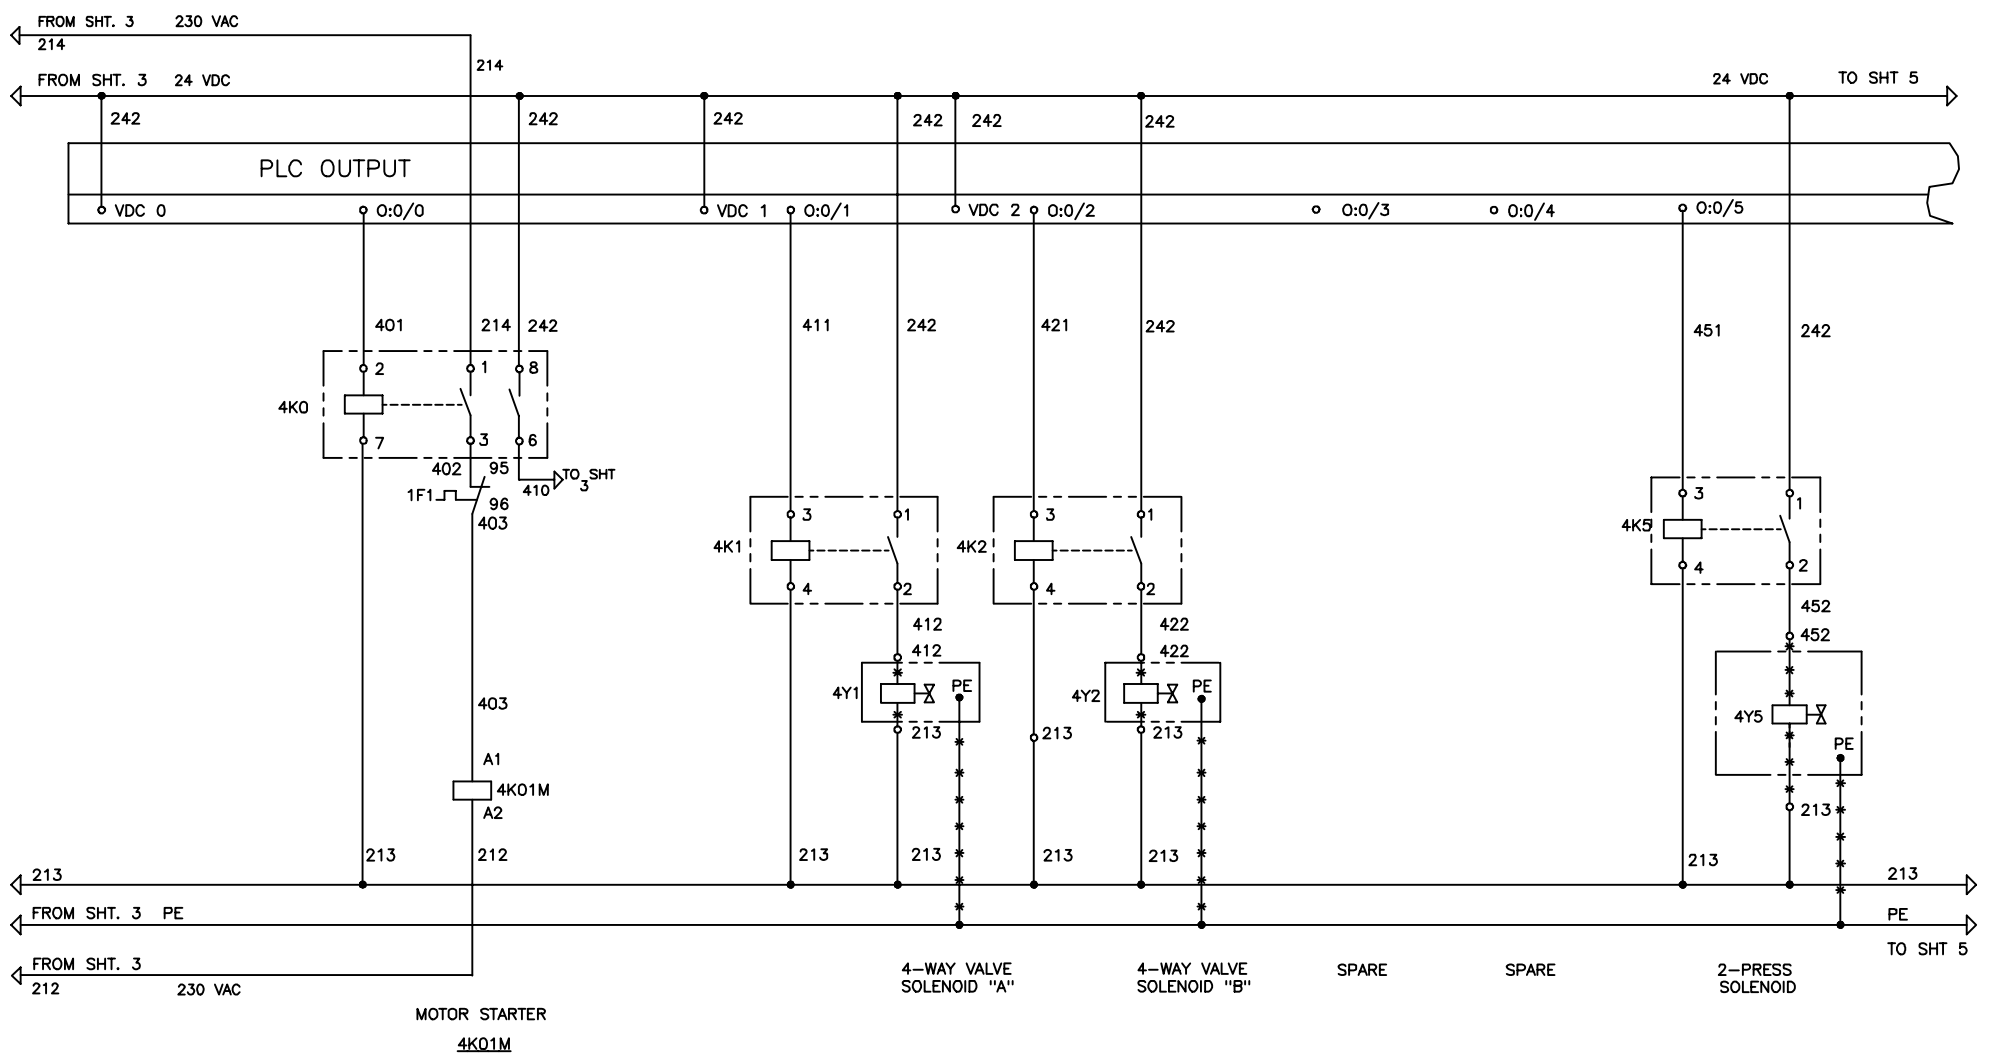 FROM SHT. 3 230 VAC
214
214
FROM SHT. 3 24 VDC
24 VDC TO SHT 5
242 242 242 242 242 242
PLC OUTPUT
VDC 0 O:0/0 VDC 1 O:0/1 VDC 2 O:0/2 O:0/3 O:0/4 O:0/5
401 214 242 411 242 421 242 451 242
2 1 8
4K0
7 3 6
402 95 TO SHT
3
1F1 96 410
403
3 1 3 1 3 1
4K1 4K2 4K5
4 2 4 2 4 2
412 422 452
412 422 452
4Y1 PE 4Y2 PE 4Y5 PE
213 213 213 213
403
A1
4K01M
A2
213 212 213 213 213 213 213
213 213
FROM SHT. 3 PE PE
TO SHT 5
FROM SHT. 3
212 230 VAC
4-WAY VALVE
SOLENOID "A"
4-WAY VALVE
SOLENOID "B"
SPARE
SPARE
2-PRESS
SOLENOID
MOTOR STARTER
4K01M